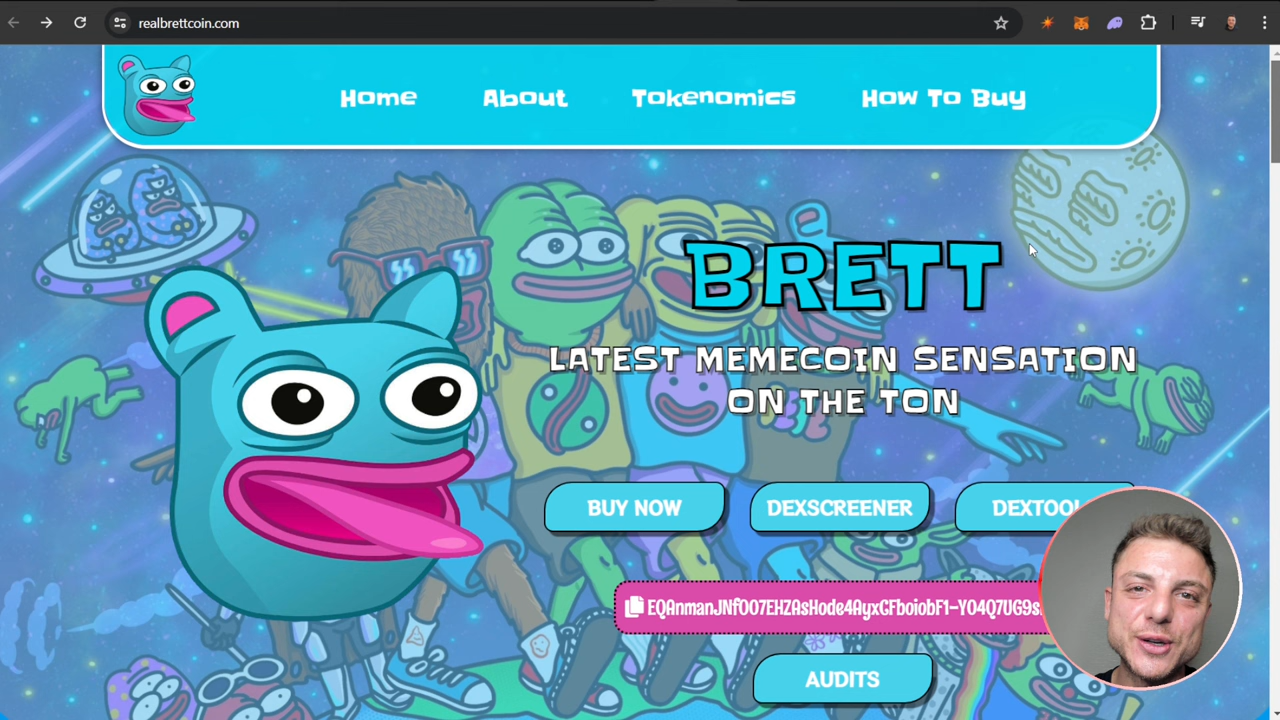 realbrettcoin.com
Home About Tokenomics How To Buy
BRETT
LATEST MEMECOIN SENSATION
ON THE TON
BUY NOW DEXSCREENER
AUDITS